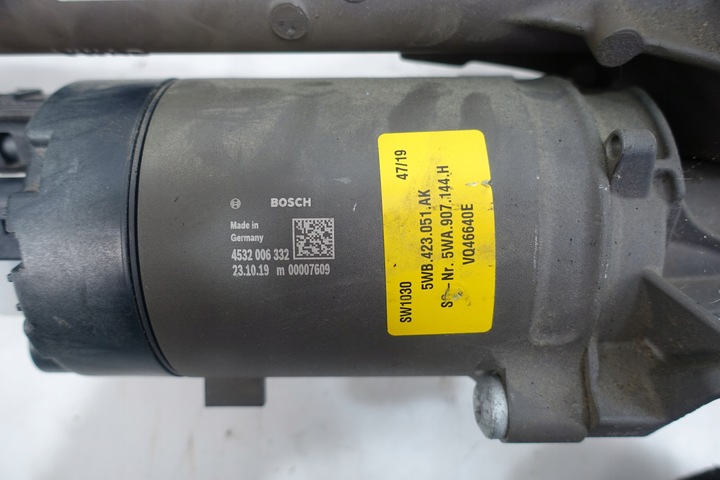 BOSCH
Made in
Germany
4532 006 332
23.10.19 m 00007609
SW1030 47/19
5WB.423.051.AK
Nr. 5WA.907.144.H
VQ46640E